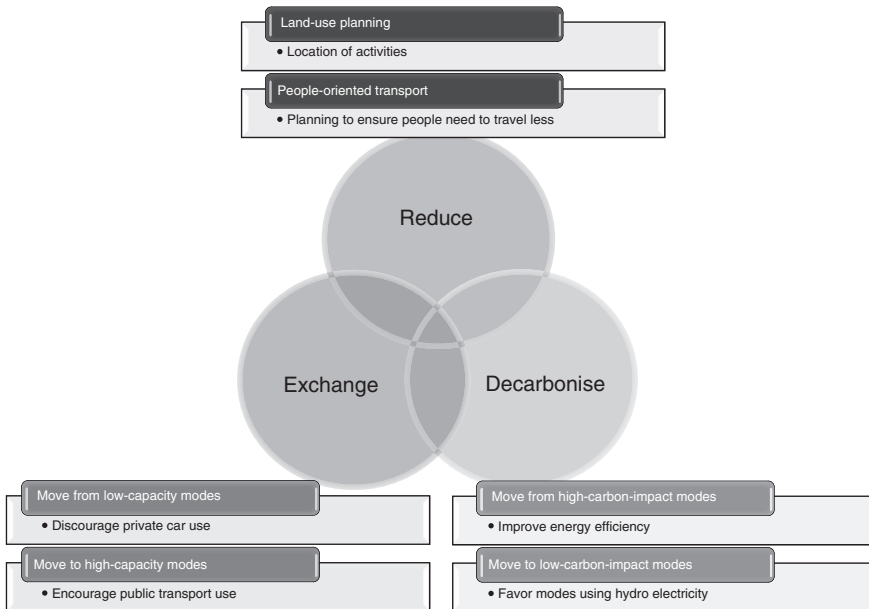 Land-use planning
• Location of activities
People-oriented transport
• Planning to ensure people need to travel less
Reduce
Exchange
Decarbonise
Move from low-capacity modes
• Discourage private car use
Move to high-capacity modes
• Encourage public transport use
Move from high-carbon-impact modes
• Improve energy efficiency
Move to low-carbon-impact modes
• Favor modes using hydro electricity